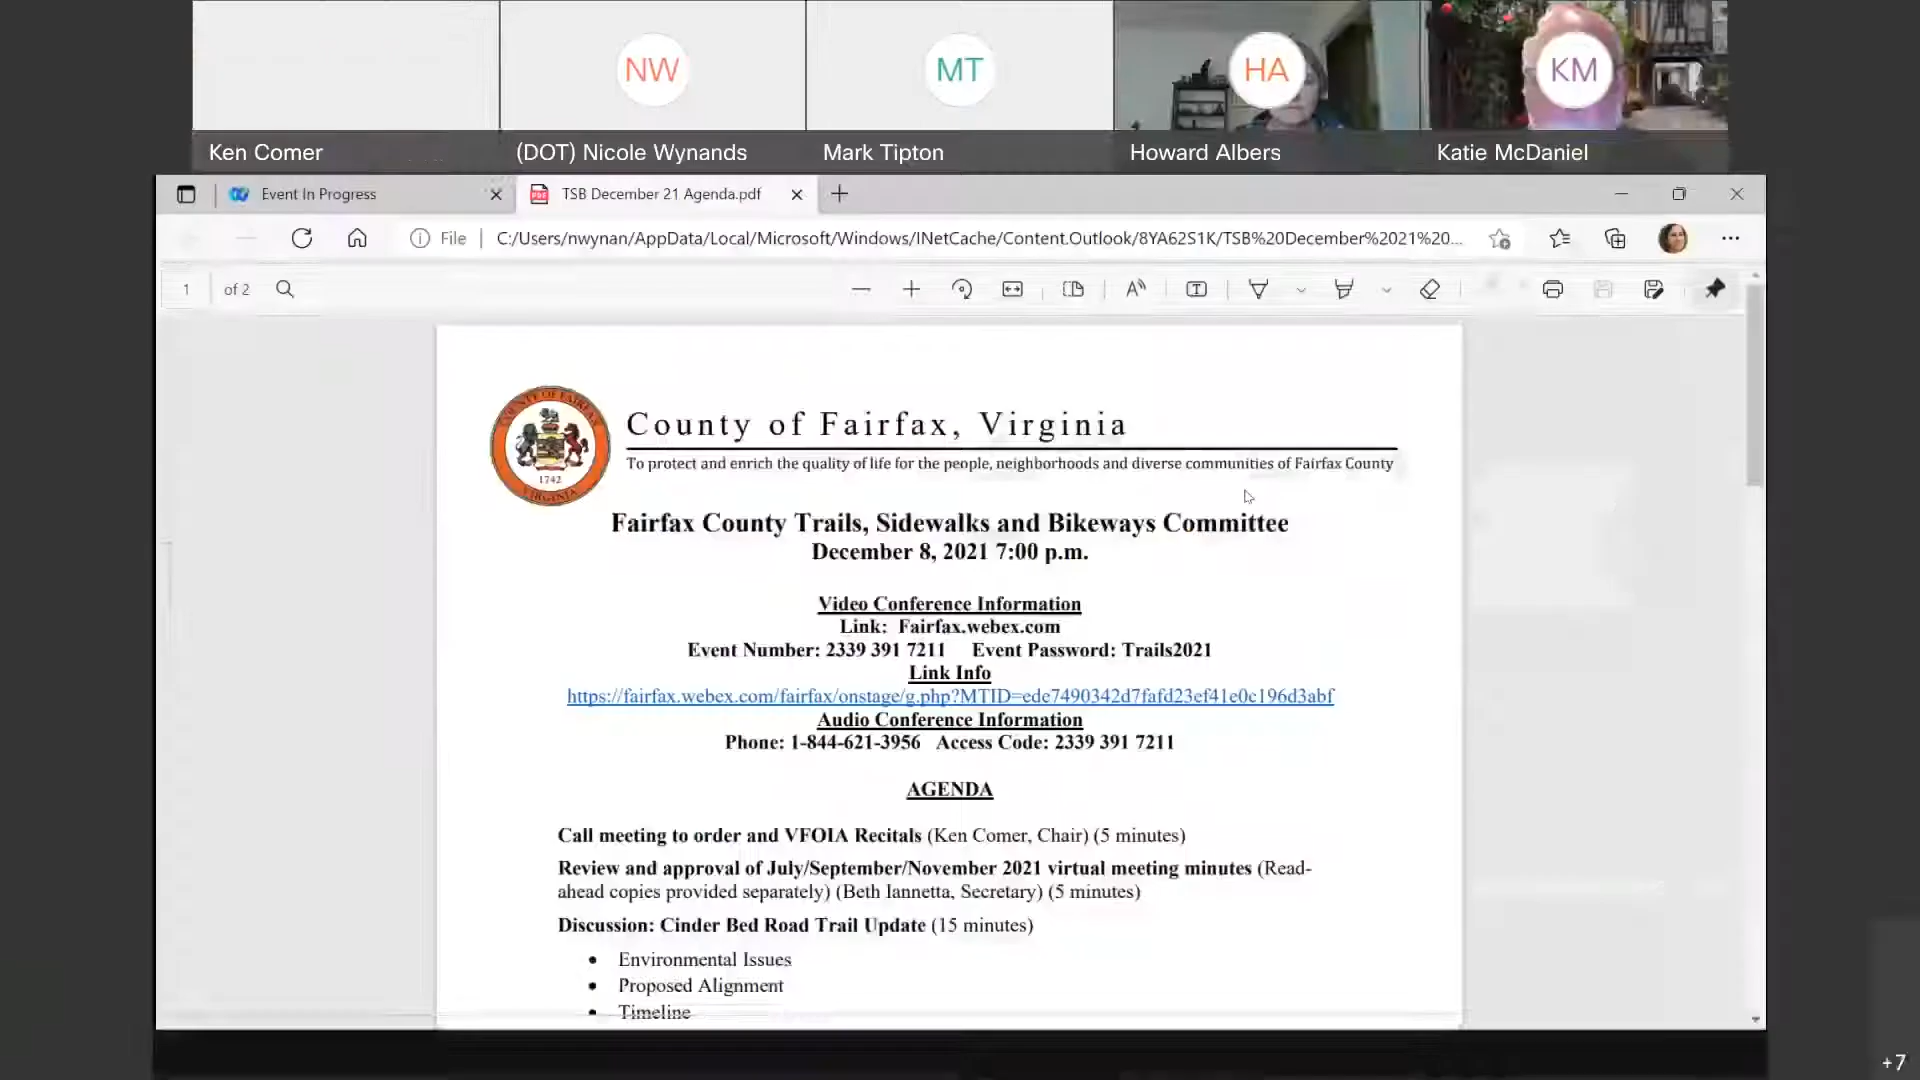 NW
MT
HA
KM
Ken Comer
(DOT) Nicole Wynands
Mark Tipton
Howard Albers
Katie McDaniel
Event In Progress
TSB December 21 Agenda.pdf
File
C:/Users/nwynan/AppData/Local/Microsoft/Windows/INetCache/Content.Outlook/8YA62S1K/TSB%20December%2021%20...
1 of 2
COUNTY OF FAIRFAX
1742
VIRGINIA
County of Fairfax, Virginia
To protect and enrich the quality of life for the people, neighborhoods and diverse communities of Fairfax County
Fairfax County Trails, Sidewalks and Bikeways Committee
December 8, 2021 7:00 p.m.
Video Conference Information
Link: Fairfax.webex.com
Event Number: 2339 391 7211 Event Password: Trails2021
Link Info
https://fairfax.webex.com/fairfax/onstage/g.php?MTID=ede7490342d7fafd23ef41e0c196d3abf
Audio Conference Information
Phone: 1-844-621-3956 Access Code: 2339 391 7211
AGENDA
Call meeting to order and VFOIA Recitals (Ken Comer, Chair) (5 minutes)
Review and approval of July/September/November 2021 virtual meeting minutes (Read-
ahead copies provided separately) (Beth Iannetta, Secretary) (5 minutes)
Discussion: Cinder Bed Road Trail Update (15 minutes)
• Environmental Issues
• Proposed Alignment
• Timeline
+7